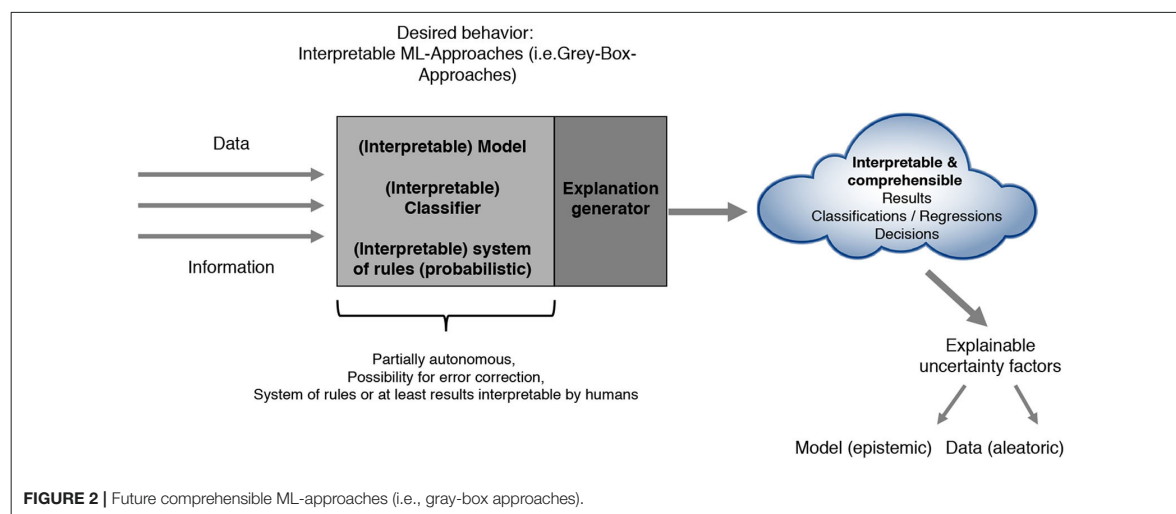 Desired behavior:
Interpretable ML-Approaches (i.e.Grey-Box-
Approaches)
Data
Information
(Interpretable) Model
(Interpretable)
Classifier
(Interpretable) system
of rules (probabilistic)
Explanation
generator
Interpretable &
comprehensible
Results
Classifications / Regressions
Decisions
Partially autonomous,
Possibility for error correction,
System of rules or at least results interpretable by humans
Explainable
uncertainty factors
Model (epistemic)
Data (aleatoric)
FIGURE 2 | Future comprehensible ML-approaches (i.e., gray-box approaches).